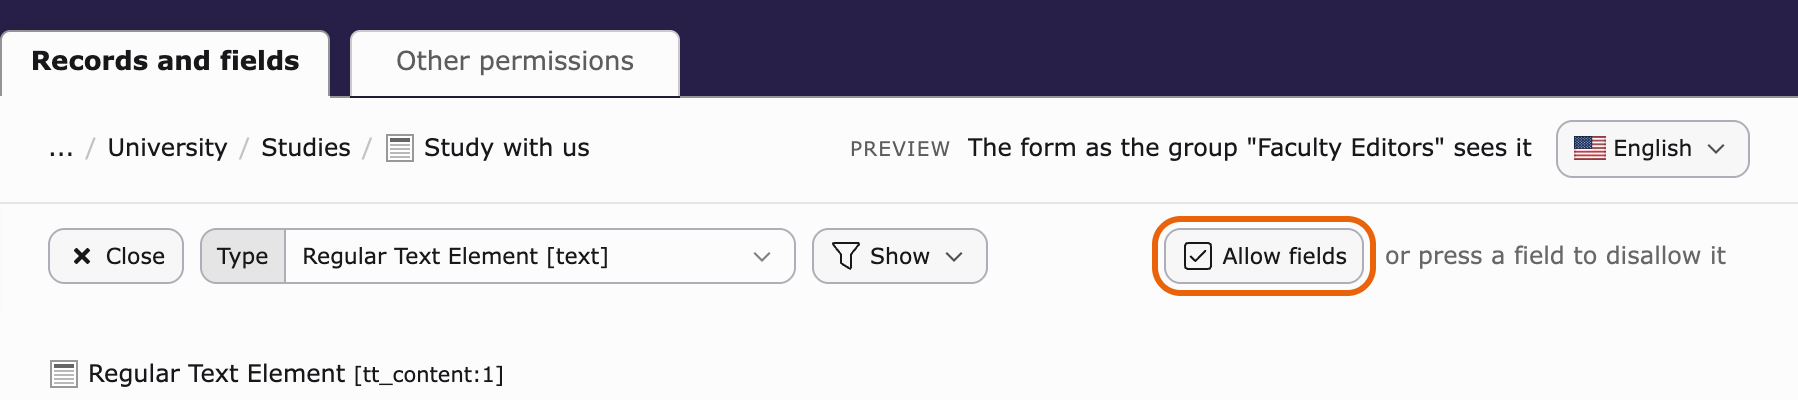 Records and fields
Other permissions
... / University / Studies / Study with us
PREVIEW The form as the group "Faculty Editors" sees it
English
Close
Type Regular Text Element [text]
Show
Allow fields or press a field to disallow it
Regular Text Element [tt_content:1]